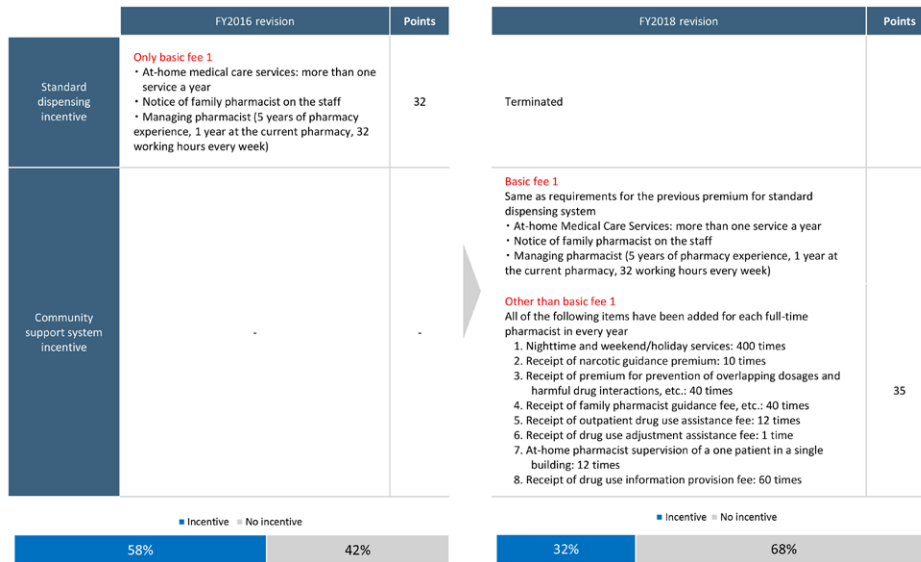 FY2016 revision
Points
FY2018 revision
Points
Standard
dispensing
incentive
Only basic fee 1
・At-home medical care services: more than one
service a year
・Notice of family pharmacist on the staff
・Managing pharmacist (5 years of pharmacy
experience, 1 year at the current pharmacy, 32
working hours every week)
32
Terminated
Community
support system
incentive
-
-
Basic fee 1
Same as requirements for the previous premium for standard
dispensing system
・At-home Medical Care Services: more than one service a year
・Notice of family pharmacist on the staff
・Managing pharmacist (5 years of pharmacy experience, 1 year at
the current pharmacy, 32 working hours every week)
Other than basic fee 1
All of the following items have been added for each full-time
pharmacist in every year
1. Nighttime and weekend/holiday services: 400 times
2. Receipt of narcotic guidance premium: 10 times
3. Receipt of premium for prevention of overlapping dosages and
harmful drug interactions, etc.: 40 times
4. Receipt of family pharmacist guidance fee, etc.: 40 times
5. Receipt of outpatient drug use assistance fee: 12 times
6. Receipt of drug use adjustment assistance fee: 1 time
7. At-home pharmacist supervision of a one patient in a single
building: 12 times
8. Receipt of drug use information provision fee: 60 times
35
Incentive No incentive
58% 42%
Incentive No incentive
32% 68%